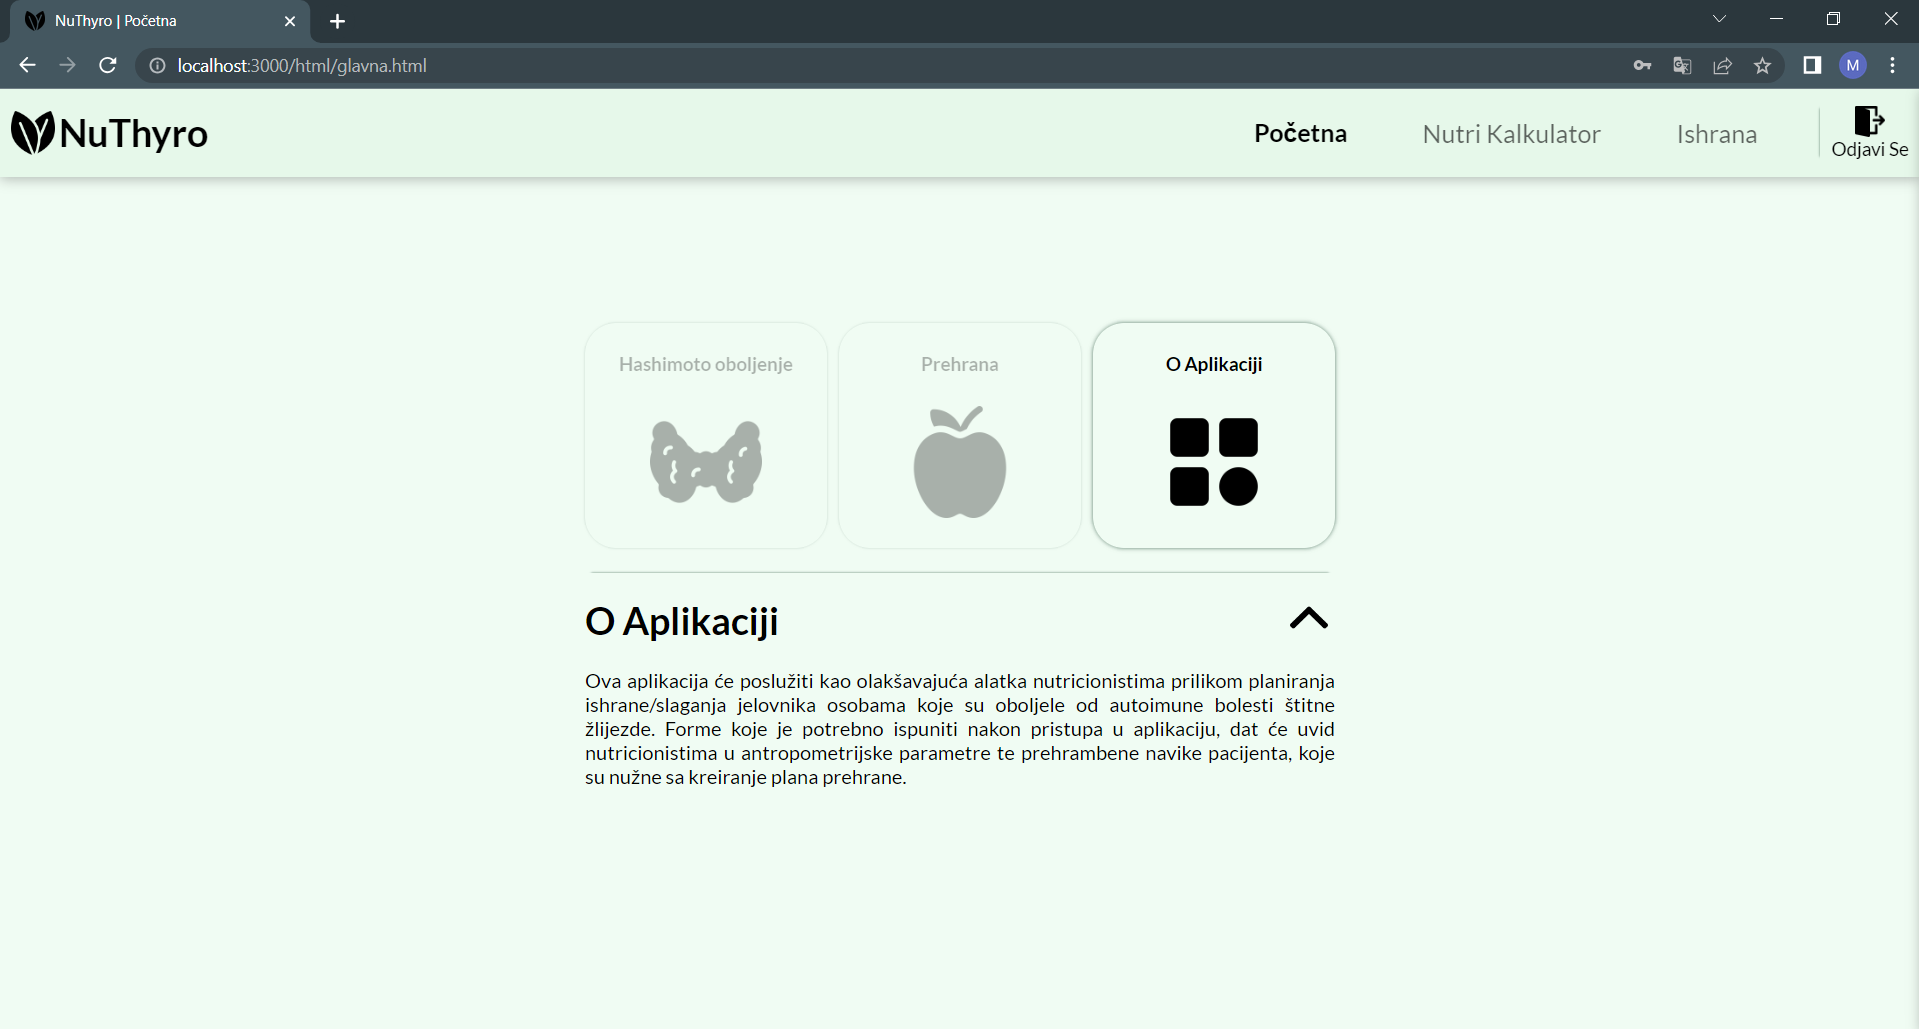 NuThyro | Početna
localhost:3000/html/glavna.html
M
NuThyro
Početna
Nutri Kalkulator
Ishrana
Odjavi Se
Hashimoto oboljenje
Prehrana
O Aplikaciji
O Aplikaciji
Ova aplikacija će poslužiti kao olakšavajuća alatka nutricionistima prilikom planiranja
ishrane/slaganja jelovnika osobama koje su oboljele od autoimune bolesti štitne
žlijezde. Forme koje je potrebno ispuniti nakon pristupa u aplikaciju, dat će uvid
nutricionistima u antropometrijske parametre te prehrambene navike pacijenta, koje
su nužne sa kreiranje plana prehrane.